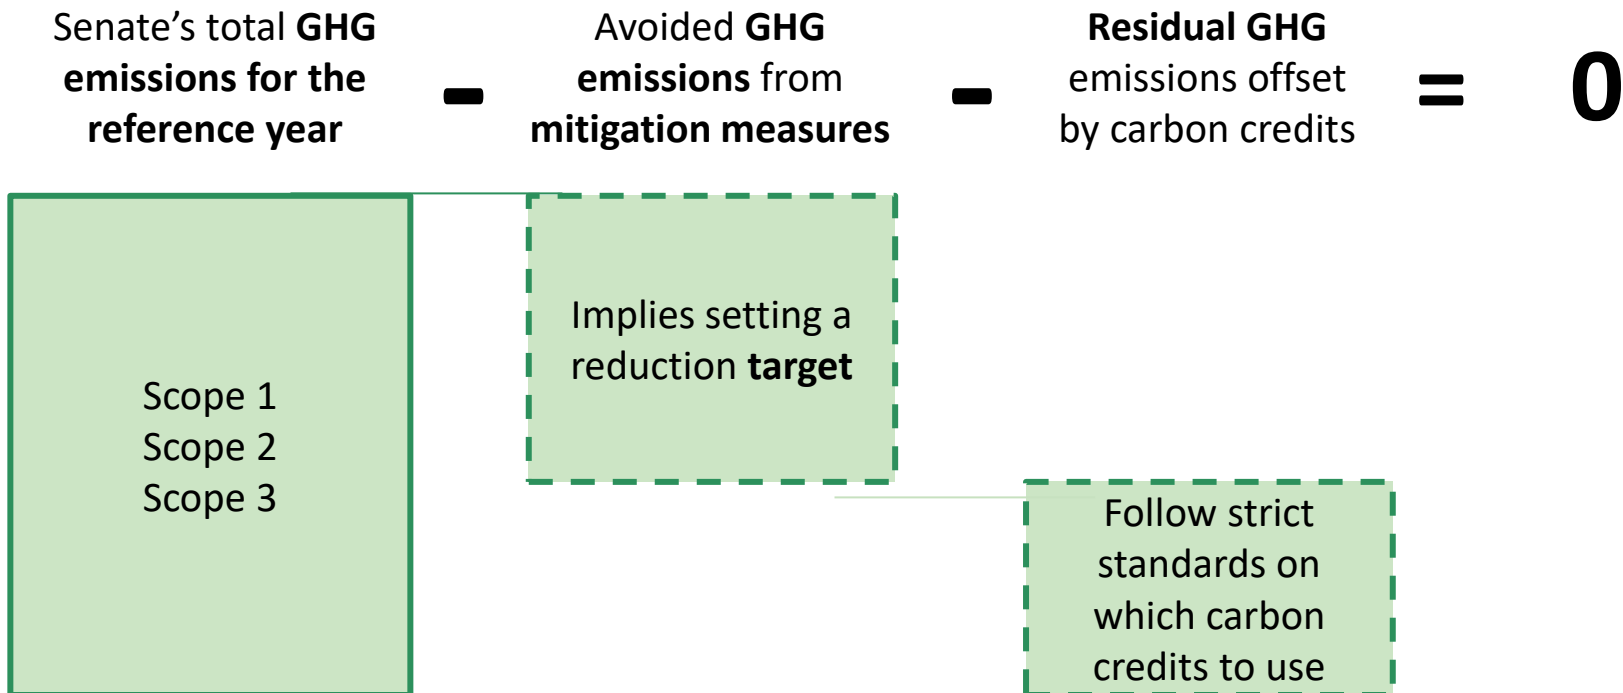 Senate’s total GHG
emissions for the
reference year
-
Avoided GHG
emissions from
mitigation measures
-
Residual GHG
emissions offset
by carbon credits
=
0
Scope 1
Scope 2
Scope 3
Implies setting a
reduction target
Follow strict
standards on
which carbon
credits to use